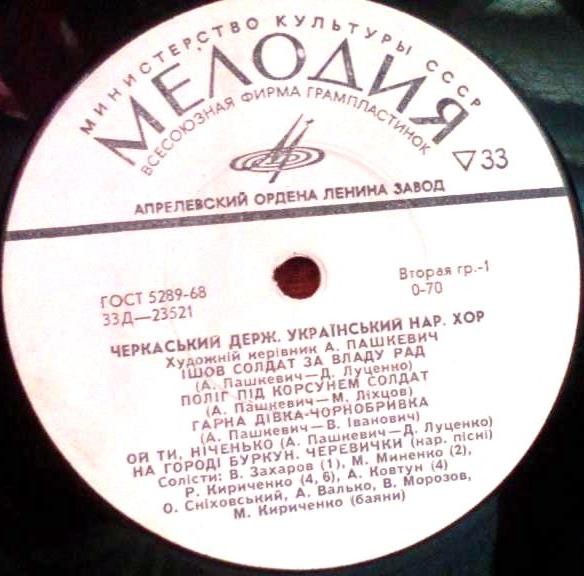 МИНИСТЕРСТВО КУЛЬТУРЫ СССР
МЕЛОДИЯ
ВСЕСОЮЗНАЯ ФИРМА ГРАМПЛАСТИНОК
▽33
АПРЕЛЕВСКИЙ ОРДЕНА ЛЕНИНА ЗАВОД
ГОСТ 5289-68
33Д—23521
Вторая гр.-1
0-70
ЧЕРКАСЬКИЙ ДЕРЖ. УКРАЇНСЬКИЙ НАР. ХОР
Художній керівник А. ПАШКЕВИЧ
ІШОВ СОЛДАТ ЗА ВЛАДУ РАД
(А. Пашкевич—Д. Луценко)
ПОЛІГ ПІД КОРСУНЕМ СОЛДАТ
(А. Пашкевич—М. Ліхцов)
ГАРНА ДІВКА-ЧОРНОБРИВКА
(А. Пашкевич—В. Іванович)
ОЙ ТИ, НІЧЕНЬКО (А. Пашкевич—Д. Луценко)
НА ГОРОДІ БУРКУН. ЧЕРЕВИЧКИ (нар. пісні)
Солісти: В. Захаров (1), М. Миненко (2),
Р. Кириченко (4, 6), А. Ковтун (4)
О. Сніховський, А. Валько, В. Морозов,
М. Кириченко (баяни)